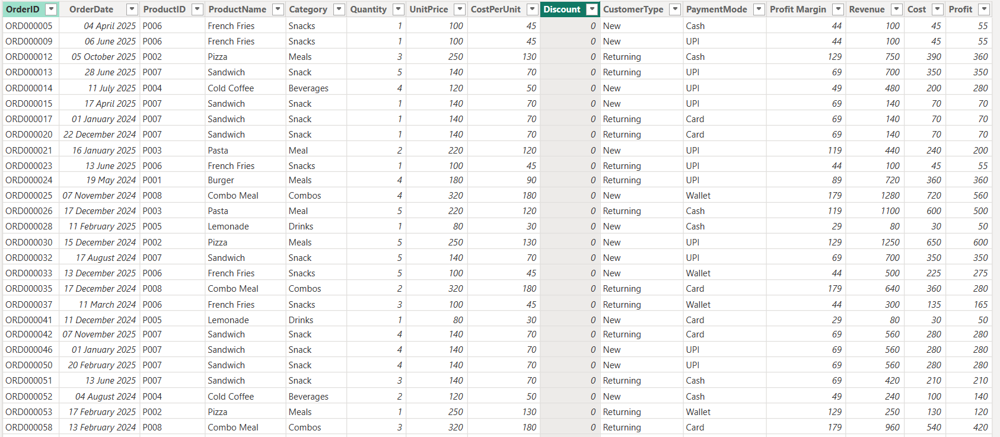 OrderID OrderDate ProductID ProductName Category Quantity UnitPrice CostPerUnit Discount CustomerType PaymentMode Profit Margin Revenue Cost Profit
ORD000005 04 April 2025 P006 French Fries Snacks 1 100 45 0 New Cash 44 100 45 55
ORD000009 06 June 2025 P006 French Fries Snacks 1 100 45 0 New UPI 44 100 45 55
ORD000012 05 October 2025 P002 Pizza Meals 3 250 130 0 Returning Cash 129 750 390 360
ORD000013 28 June 2025 P007 Sandwich Snack 5 140 70 0 Returning UPI 69 700 350 350
ORD000014 11 July 2025 P004 Cold Coffee Beverages 4 120 50 0 New UPI 49 480 200 280
ORD000015 17 April 2025 P007 Sandwich Snack 1 140 70 0 New UPI 69 140 70 70
ORD000017 01 January 2024 P007 Sandwich Snack 1 140 70 0 Returning Card 69 140 70 70
ORD000020 22 December 2024 P007 Sandwich Snack 1 140 70 0 Returning Card 69 140 70 70
ORD000021 16 January 2025 P003 Pasta Meal 2 220 120 0 New UPI 119 440 240 200
ORD000023 13 June 2025 P006 French Fries Snacks 1 100 45 0 Returning UPI 44 100 45 55
ORD000024 19 May 2024 P001 Burger Meals 4 180 90 0 Returning UPI 89 720 360 360
ORD000025 07 November 2024 P008 Combo Meal Combos 4 320 180 0 New Wallet 179 1280 720 560
ORD000026 17 December 2024 P003 Pasta Meal 5 220 120 0 Returning Cash 119 1100 600 500
ORD000028 11 February 2025 P005 Lemonade Drinks 1 80 30 0 New Cash 29 80 30 50
ORD000030 15 December 2024 P002 Pizza Meals 5 250 130 0 New UPI 129 1250 650 600
ORD000032 17 August 2024 P007 Sandwich Snack 5 140 70 0 New UPI 69 700 350 350
ORD000033 13 December 2025 P006 French Fries Snacks 5 100 45 0 New Wallet 44 500 225 275
ORD000035 17 December 2024 P008 Combo Meal Combos 2 320 180 0 Returning Card 179 640 360 280
ORD000037 11 March 2024 P006 French Fries Snacks 3 100 45 0 Returning Wallet 44 300 135 165
ORD000041 11 December 2024 P005 Lemonade Drinks 1 80 30 0 New Card 29 80 30 50
ORD000042 07 November 2025 P007 Sandwich Snack 4 140 70 0 Returning Card 69 560 280 280
ORD000046 01 January 2025 P007 Sandwich Snack 4 140 70 0 New UPI 69 560 280 280
ORD000050 20 February 2025 P007 Sandwich Snack 4 140 70 0 New UPI 69 560 280 280
ORD000051 13 June 2025 P007 Sandwich Snack 3 140 70 0 Returning Cash 69 420 210 210
ORD000052 04 August 2024 P004 Cold Coffee Beverages 2 120 50 0 New Cash 49 240 100 140
ORD000053 17 February 2025 P002 Pizza Meals 1 250 130 0 Returning Wallet 129 250 130 120
ORD000058 13 February 2024 P008 Combo Meal Combos 3 320 180 0 Returning Card 179 960 540 420